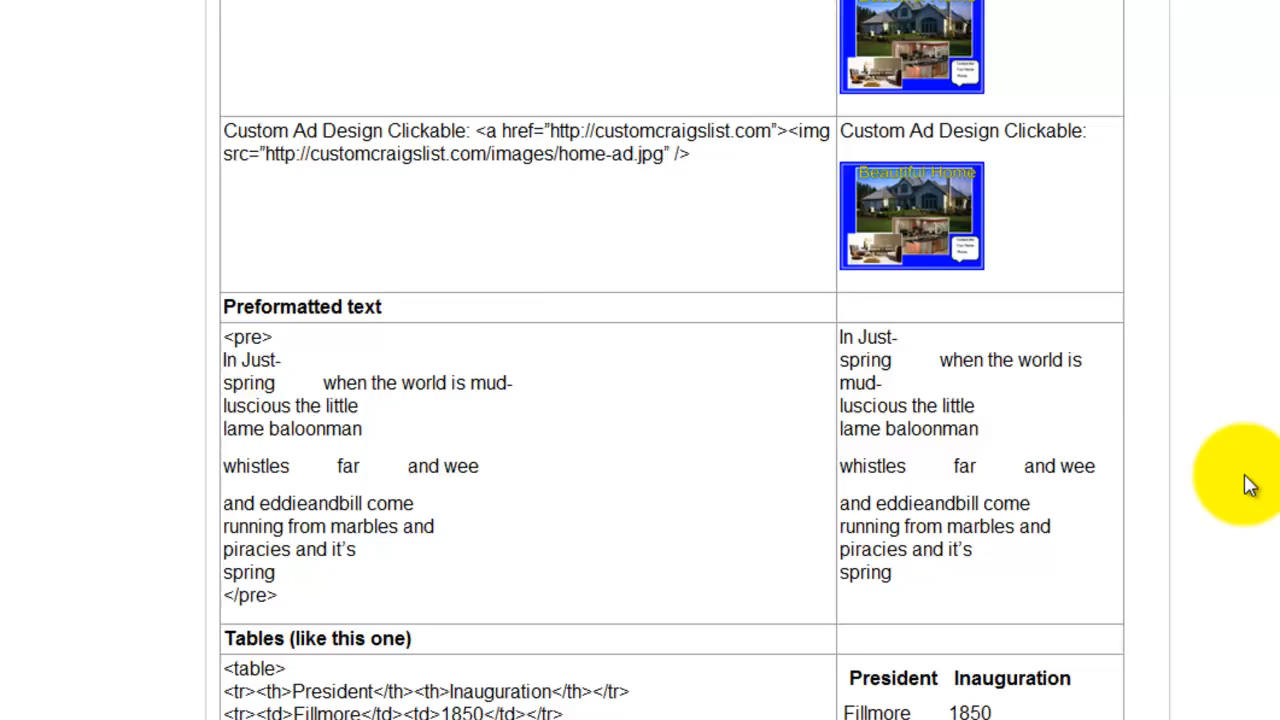 Custom Ad Design Clickable: <a href=”http://customcraigslist.com”><img
src=”http://customcraigslist.com/images/home-ad.jpg” />
Custom Ad Design Clickable:
Beautiful Home
Preformatted text
<pre>
In Just-
spring when the world is mud-
luscious the little
lame baloonman
whistles far and wee
and eddieandbill come
running from marbles and
piracies and it’s
spring
</pre>
In Just-
spring when the world is
mud-
luscious the little
lame baloonman
whistles far and wee
and eddieandbill come
running from marbles and
piracies and it’s
spring
Tables (like this one)
<table>
<tr><th>President</th><th>Inauguration</th></tr>
<tr><td>Fillmore</td><td>1850</td></tr>
President Inauguration
Fillmore 1850